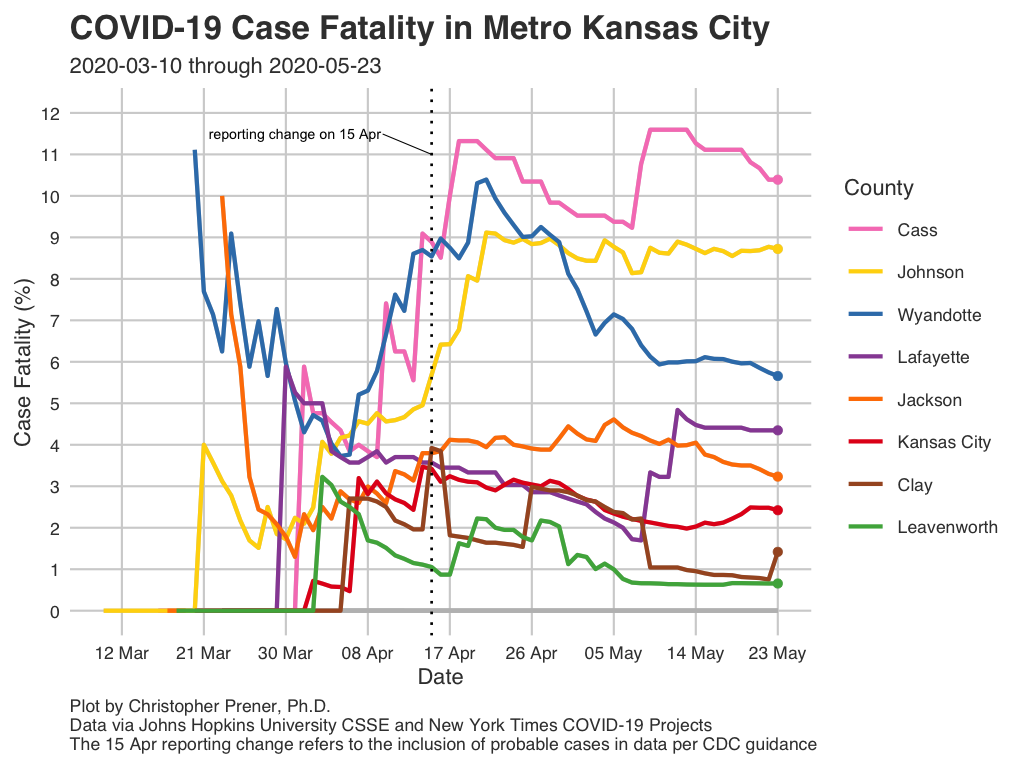 COVID-19 Case Fatality in Metro Kansas City
2020-03-10 through 2020-05-23
reporting change on 15 Apr
Case Fatality (%)
12
11
10
9
8
7
6
5
4
3
2
1
0
12 Mar
21 Mar
30 Mar
08 Apr
17 Apr
26 Apr
05 May
14 May
23 May
Date
County
Cass
Johnson
Wyandotte
Lafayette
Jackson
Kansas City
Clay
Leavenworth
Plot by Christopher Prener, Ph.D.
Data via Johns Hopkins University CSSE and New York Times COVID-19 Projects
The 15 Apr reporting change refers to the inclusion of probable cases in data per CDC guidance